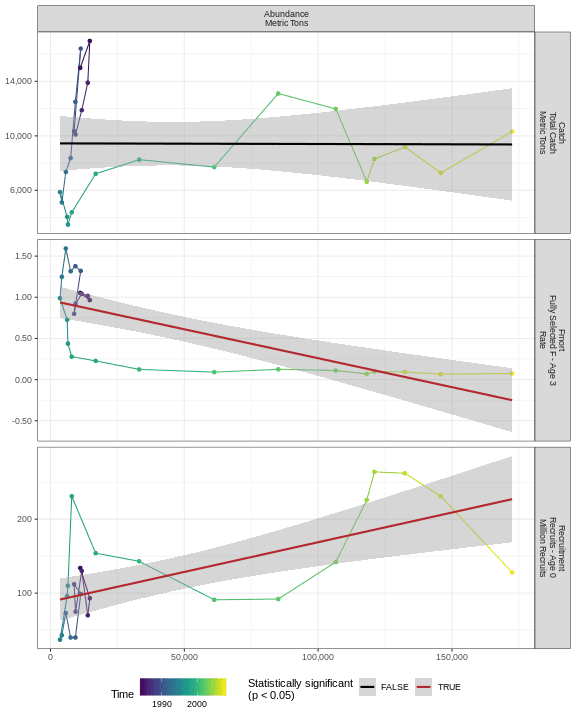 Abundance
Metric Tons
14,000
10,000
6,000
Catch
Total Catch
Metric Tons
1.50
1.00
0.50
0.00
-0.50
Fmort
Fully Selected F - Age 3
Rate
200
100
Recruitment
Recruits - Age 0
Million Recruits
0
50,000
100,000
150,000
Time
1990
2000
Statistically significant
(p < 0.05)
FALSE
TRUE